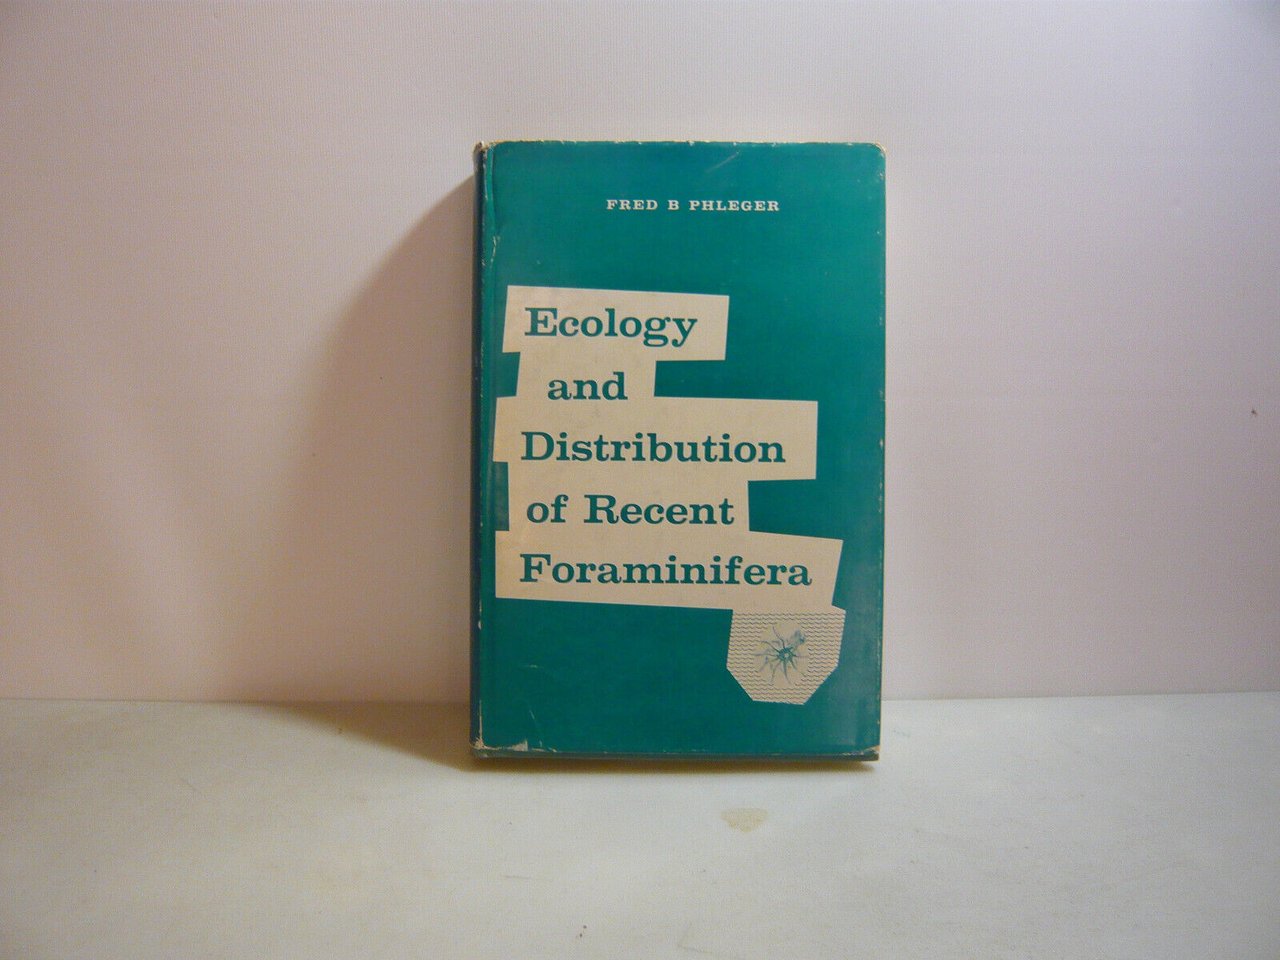 FRED B PHLEGER
Ecology
and
Distribution
of Recent
Foraminifera